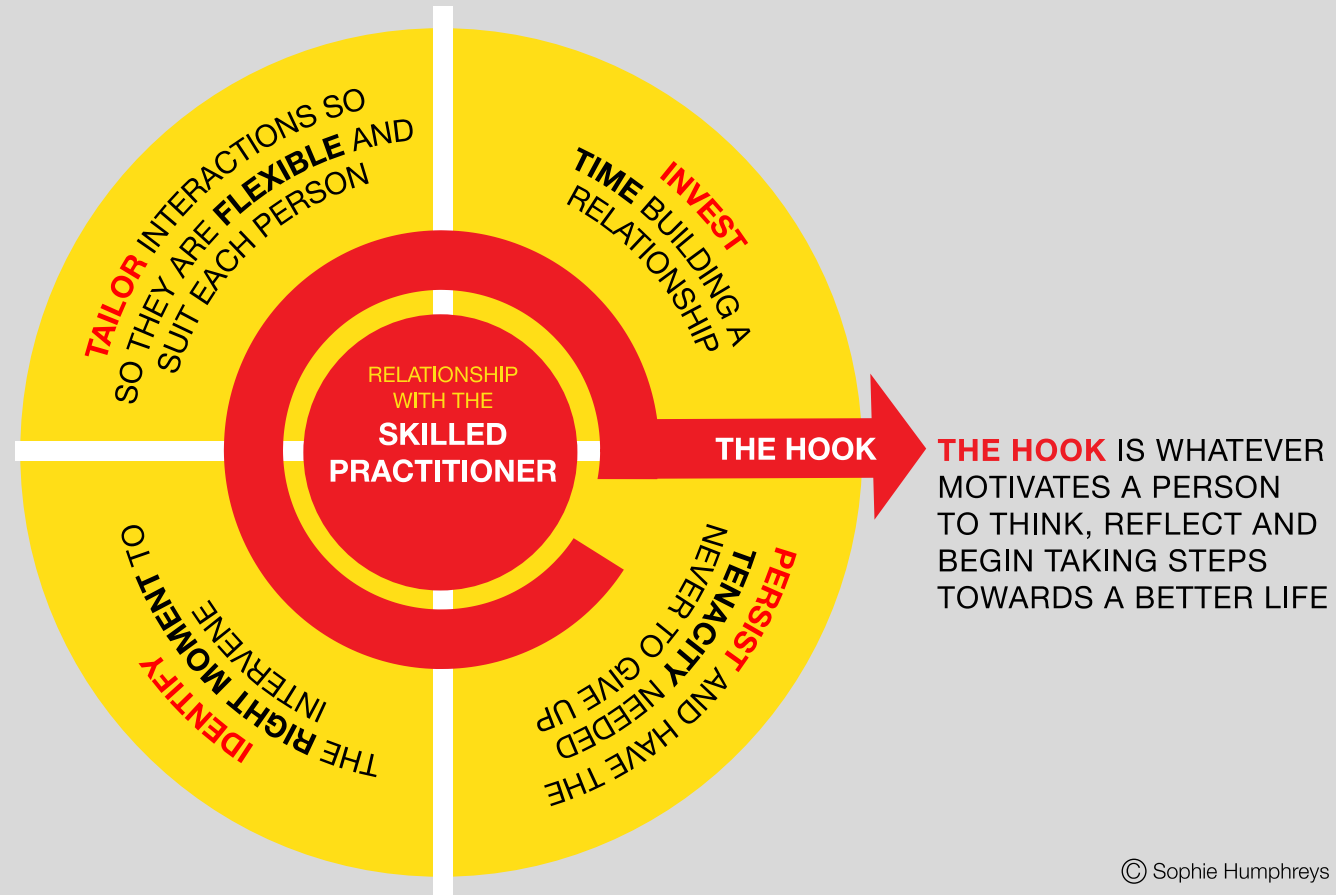 TAILOR INTERACTIONS SO
SO THEY ARE FLEXIBLE AND
SUIT EACH PERSON
INVEST
TIME BUILDING A
RELATIONSHIP
RELATIONSHIP
WITH THE
SKILLED
PRACTITIONER
THE HOOK
THE HOOK IS WHATEVER
MOTIVATES A PERSON
TO THINK, REFLECT AND
BEGIN TAKING STEPS
TOWARDS A BETTER LIFE
PERSIST AND HAVE THE
TENACITY NEEDED
NEVER TO GIVE UP
IDENTIFY
THE RIGHT MOMENT TO
INTERVENE
© Sophie Humphreys